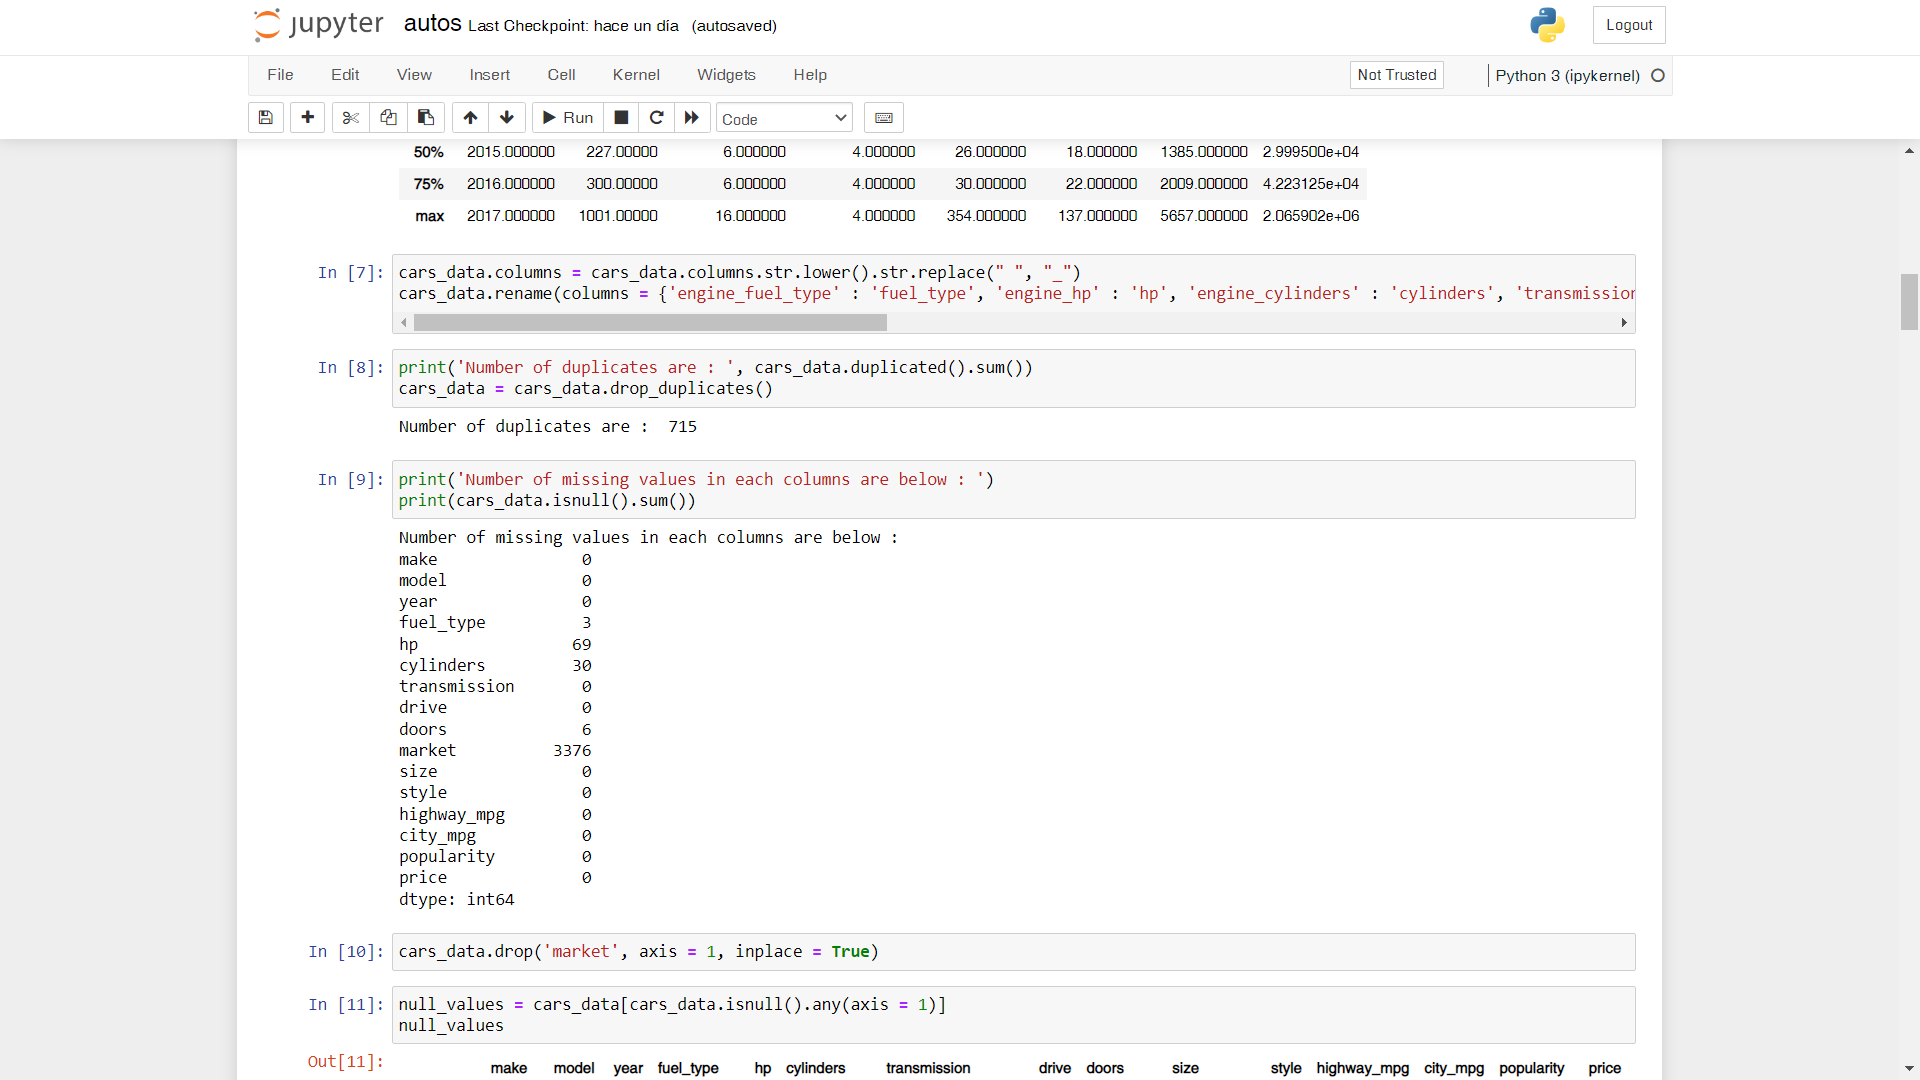 jupyter autos Last Checkpoint: hace un día (autosaved) Logout
File Edit View Insert Cell Kernel Widgets Help Not Trusted Python 3 (ipykernel)
Run Code
50% 2015.000000 227.00000 6.000000 4.000000 26.000000 18.000000 1385.000000 2.999500e+04
75% 2016.000000 300.00000 6.000000 4.000000 30.000000 22.000000 2009.000000 4.223125e+04
max 2017.000000 1001.00000 16.000000 4.000000 354.000000 137.000000 5657.000000 2.065902e+06
In [7]: cars_data.columns = cars_data.columns.str.lower().str.replace(" ", "_")
cars_data.rename(columns = {'engine_fuel_type' : 'fuel_type', 'engine_hp' : 'hp', 'engine_cylinders' : 'cylinders', 'transmission
In [8]: print('Number of duplicates are : ', cars_data.duplicated().sum())
cars_data = cars_data.drop_duplicates()
Number of duplicates are :  715
In [9]: print('Number of missing values in each columns are below : ')
print(cars_data.isnull().sum())
Number of missing values in each columns are below :
make 0
model 0
year 0
fuel_type 3
hp 69
cylinders 30
transmission 0
drive 0
doors 6
market 3376
size 0
style 0
highway_mpg 0
city_mpg 0
popularity 0
price 0
dtype: int64
In [10]: cars_data.drop('market', axis = 1, inplace = True)
In [11]: null_values = cars_data[cars_data.isnull().any(axis = 1)]
null_values
Out[11]: make model year fuel_type hp cylinders transmission drive doors size style highway_mpg city_mpg popularity price